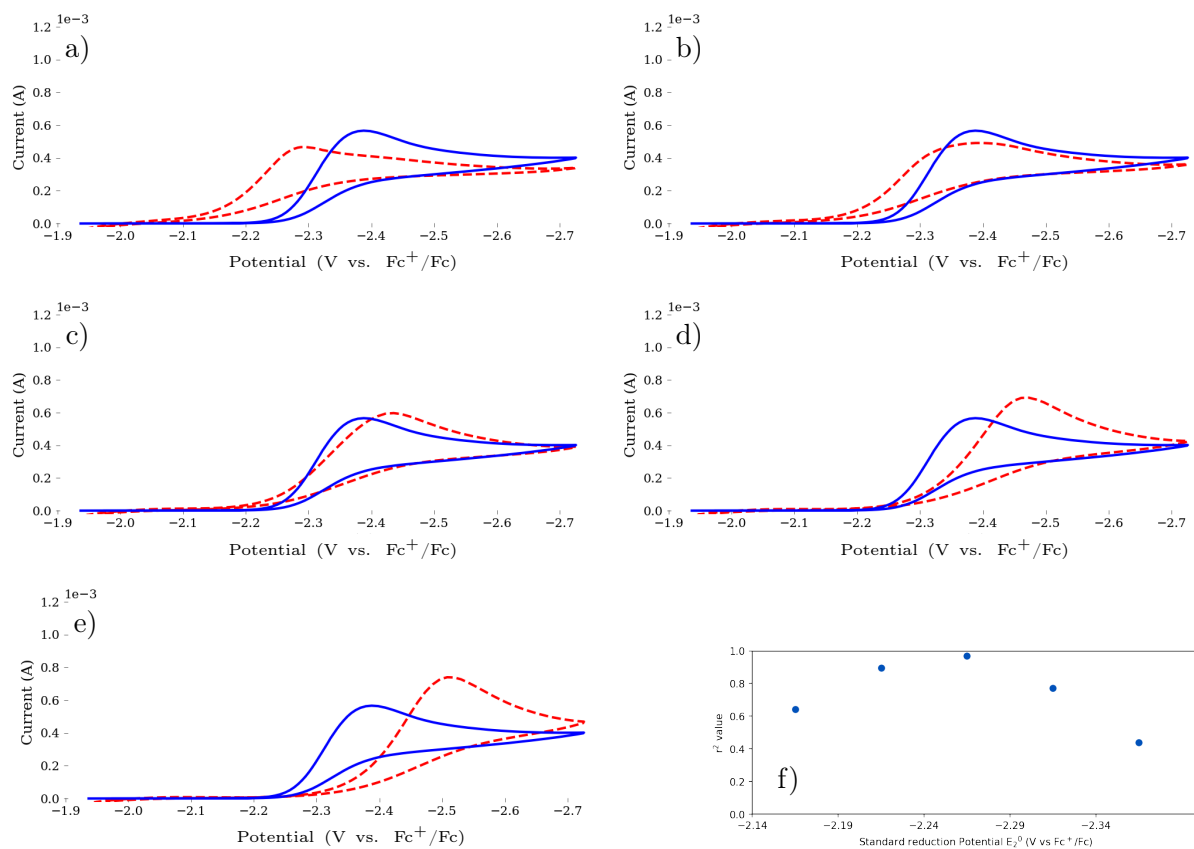 1e−3
a)
1.2
1.0
0.8
0.6
0.4
0.2
0.0
Current (A)
−1.9 −2.0 −2.1 −2.2 −2.3 −2.4 −2.5 −2.6 −2.7
Potential (V vs. Fc+/Fc)
1e−3
b)
1.2
1.0
0.8
0.6
0.4
0.2
0.0
Current (A)
−1.9 −2.0 −2.1 −2.2 −2.3 −2.4 −2.5 −2.6 −2.7
Potential (V vs. Fc+/Fc)
1e−3
c)
1.2
1.0
0.8
0.6
0.4
0.2
0.0
Current (A)
−1.9 −2.0 −2.1 −2.2 −2.3 −2.4 −2.5 −2.6 −2.7
Potential (V vs. Fc+/Fc)
1e−3
d)
1.2
1.0
0.8
0.6
0.4
0.2
0.0
Current (A)
−1.9 −2.0 −2.1 −2.2 −2.3 −2.4 −2.5 −2.6 −2.7
Potential (V vs. Fc+/Fc)
1e−3
e)
1.2
1.0
0.8
0.6
0.4
0.2
0.0
Current (A)
−1.9 −2.0 −2.1 −2.2 −2.3 −2.4 −2.5 −2.6 −2.7
Potential (V vs. Fc+/Fc)
1.0
0.8
0.6
0.4
0.2
0.0
r² value
f)
−2.14 −2.19 −2.24 −2.29 −2.34
Standard reduction Potential E₂⁰ (V vs Fc⁺/Fc)